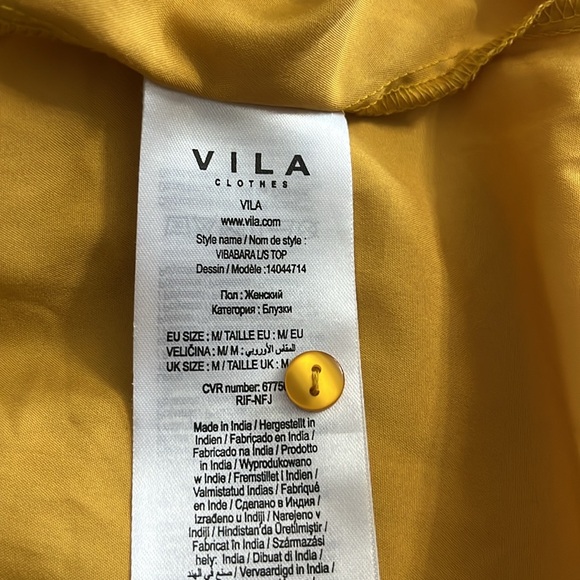 VILA
CLOTHES
VILA
www.vila.com
Style name / Nom de style :
VIBABARA L/S TOP
Dessin / Modèle :14044714
Пол : Женский
Категория : Блузки
EU SIZE : M/ TAILLE EU : M/ EU
VELIČINA : M/ M : المقاس الأوروبي
UK SIZE : M / TAILLE UK : M
CVR number: 6775
RIF-NFJ
Made in India / Hergestellt in
Indien / Fabricado en India /
Fabricado na Índia / Prodotto
in India / Wyprodukowano
w Indie / Fremstillet i Indien /
Valmistatud Indias / Fabriqué
en Inde / Сделано в Индия /
Izrađeno u Indiji / Narejeno v
Indiji / Hindistan'da Üretilmiştir /
Fabricat în India / Származási
hely: India / Dibuat di India /
صنع في الهند / Vervaardigd in India /